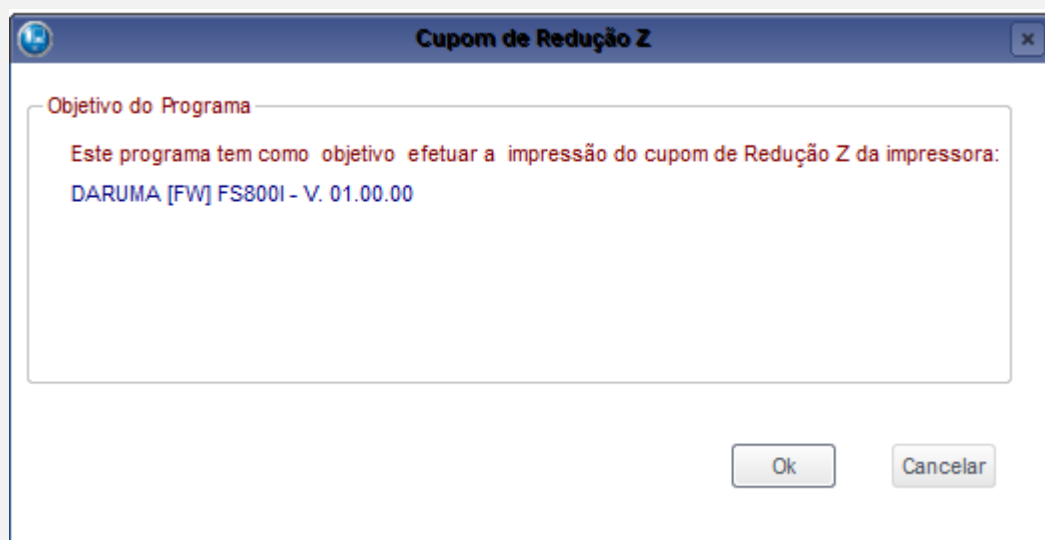 Cupom de Redução Z
Objetivo do Programa
Este programa tem como objetivo efetuar a impressão do cupom de Redução Z da impressora:
DARUMA [FW] FS800I - V. 01.00.00
Ok
Cancelar